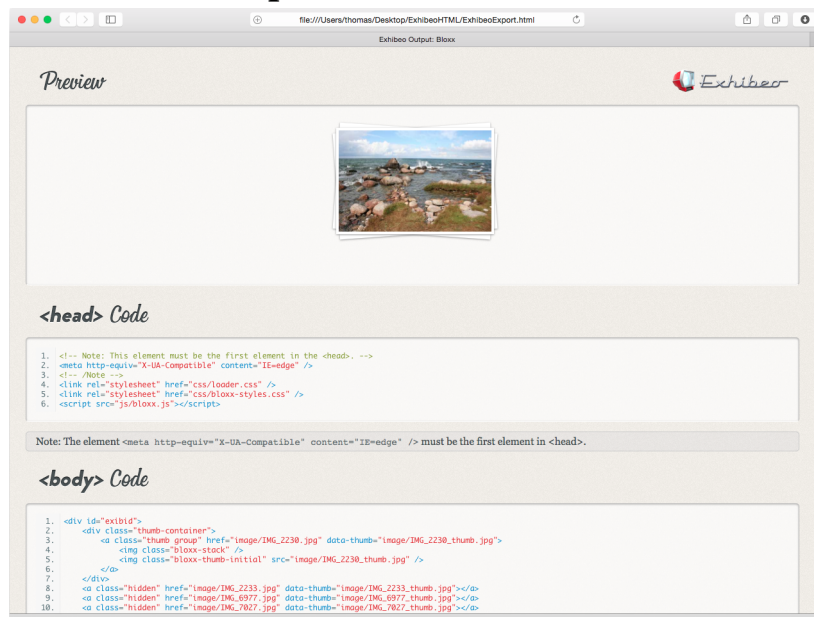 file:///Users/thomas/Desktop/ExhibeoHTML/ExhibeoExport.html
Exhibeo Output: Bloxx
Preview
Exhibeo
<head> Code
1. <!-- Note: This element must be the first element in the <head>. -->
2. <meta http-equiv="X-UA-Compatible" content="IE=edge" />
3. <!-- /Note -->
4. <link rel="stylesheet" href="css/loader.css" />
5. <link rel="stylesheet" href="css/bloxx-styles.css" />
6. <script src="js/bloxx.js"></script>
Note: The element <meta http-equiv="X-UA-Compatible" content="IE=edge" /> must be the first element in <head>.
<body> Code
1. <div id="exibid">
2. <div class="thumb-container">
3. <a class="thumb group" href="image/IMG_2230.jpg" data-thumb="image/IMG_2230_thumb.jpg">
4. <img class="bloxx-stack" />
5. <img class="bloxx-thumb-initial" src="image/IMG_2230_thumb.jpg" />
6. </a>
7. </div>
8. <a class="hidden" href="image/IMG_2233.jpg" data-thumb="image/IMG_2233_thumb.jpg"></a>
9. <a class="hidden" href="image/IMG_6977.jpg" data-thumb="image/IMG_6977_thumb.jpg"></a>
10. <a class="hidden" href="image/IMG_7027.jpg" data-thumb="image/IMG_7027_thumb.jpg"></a>